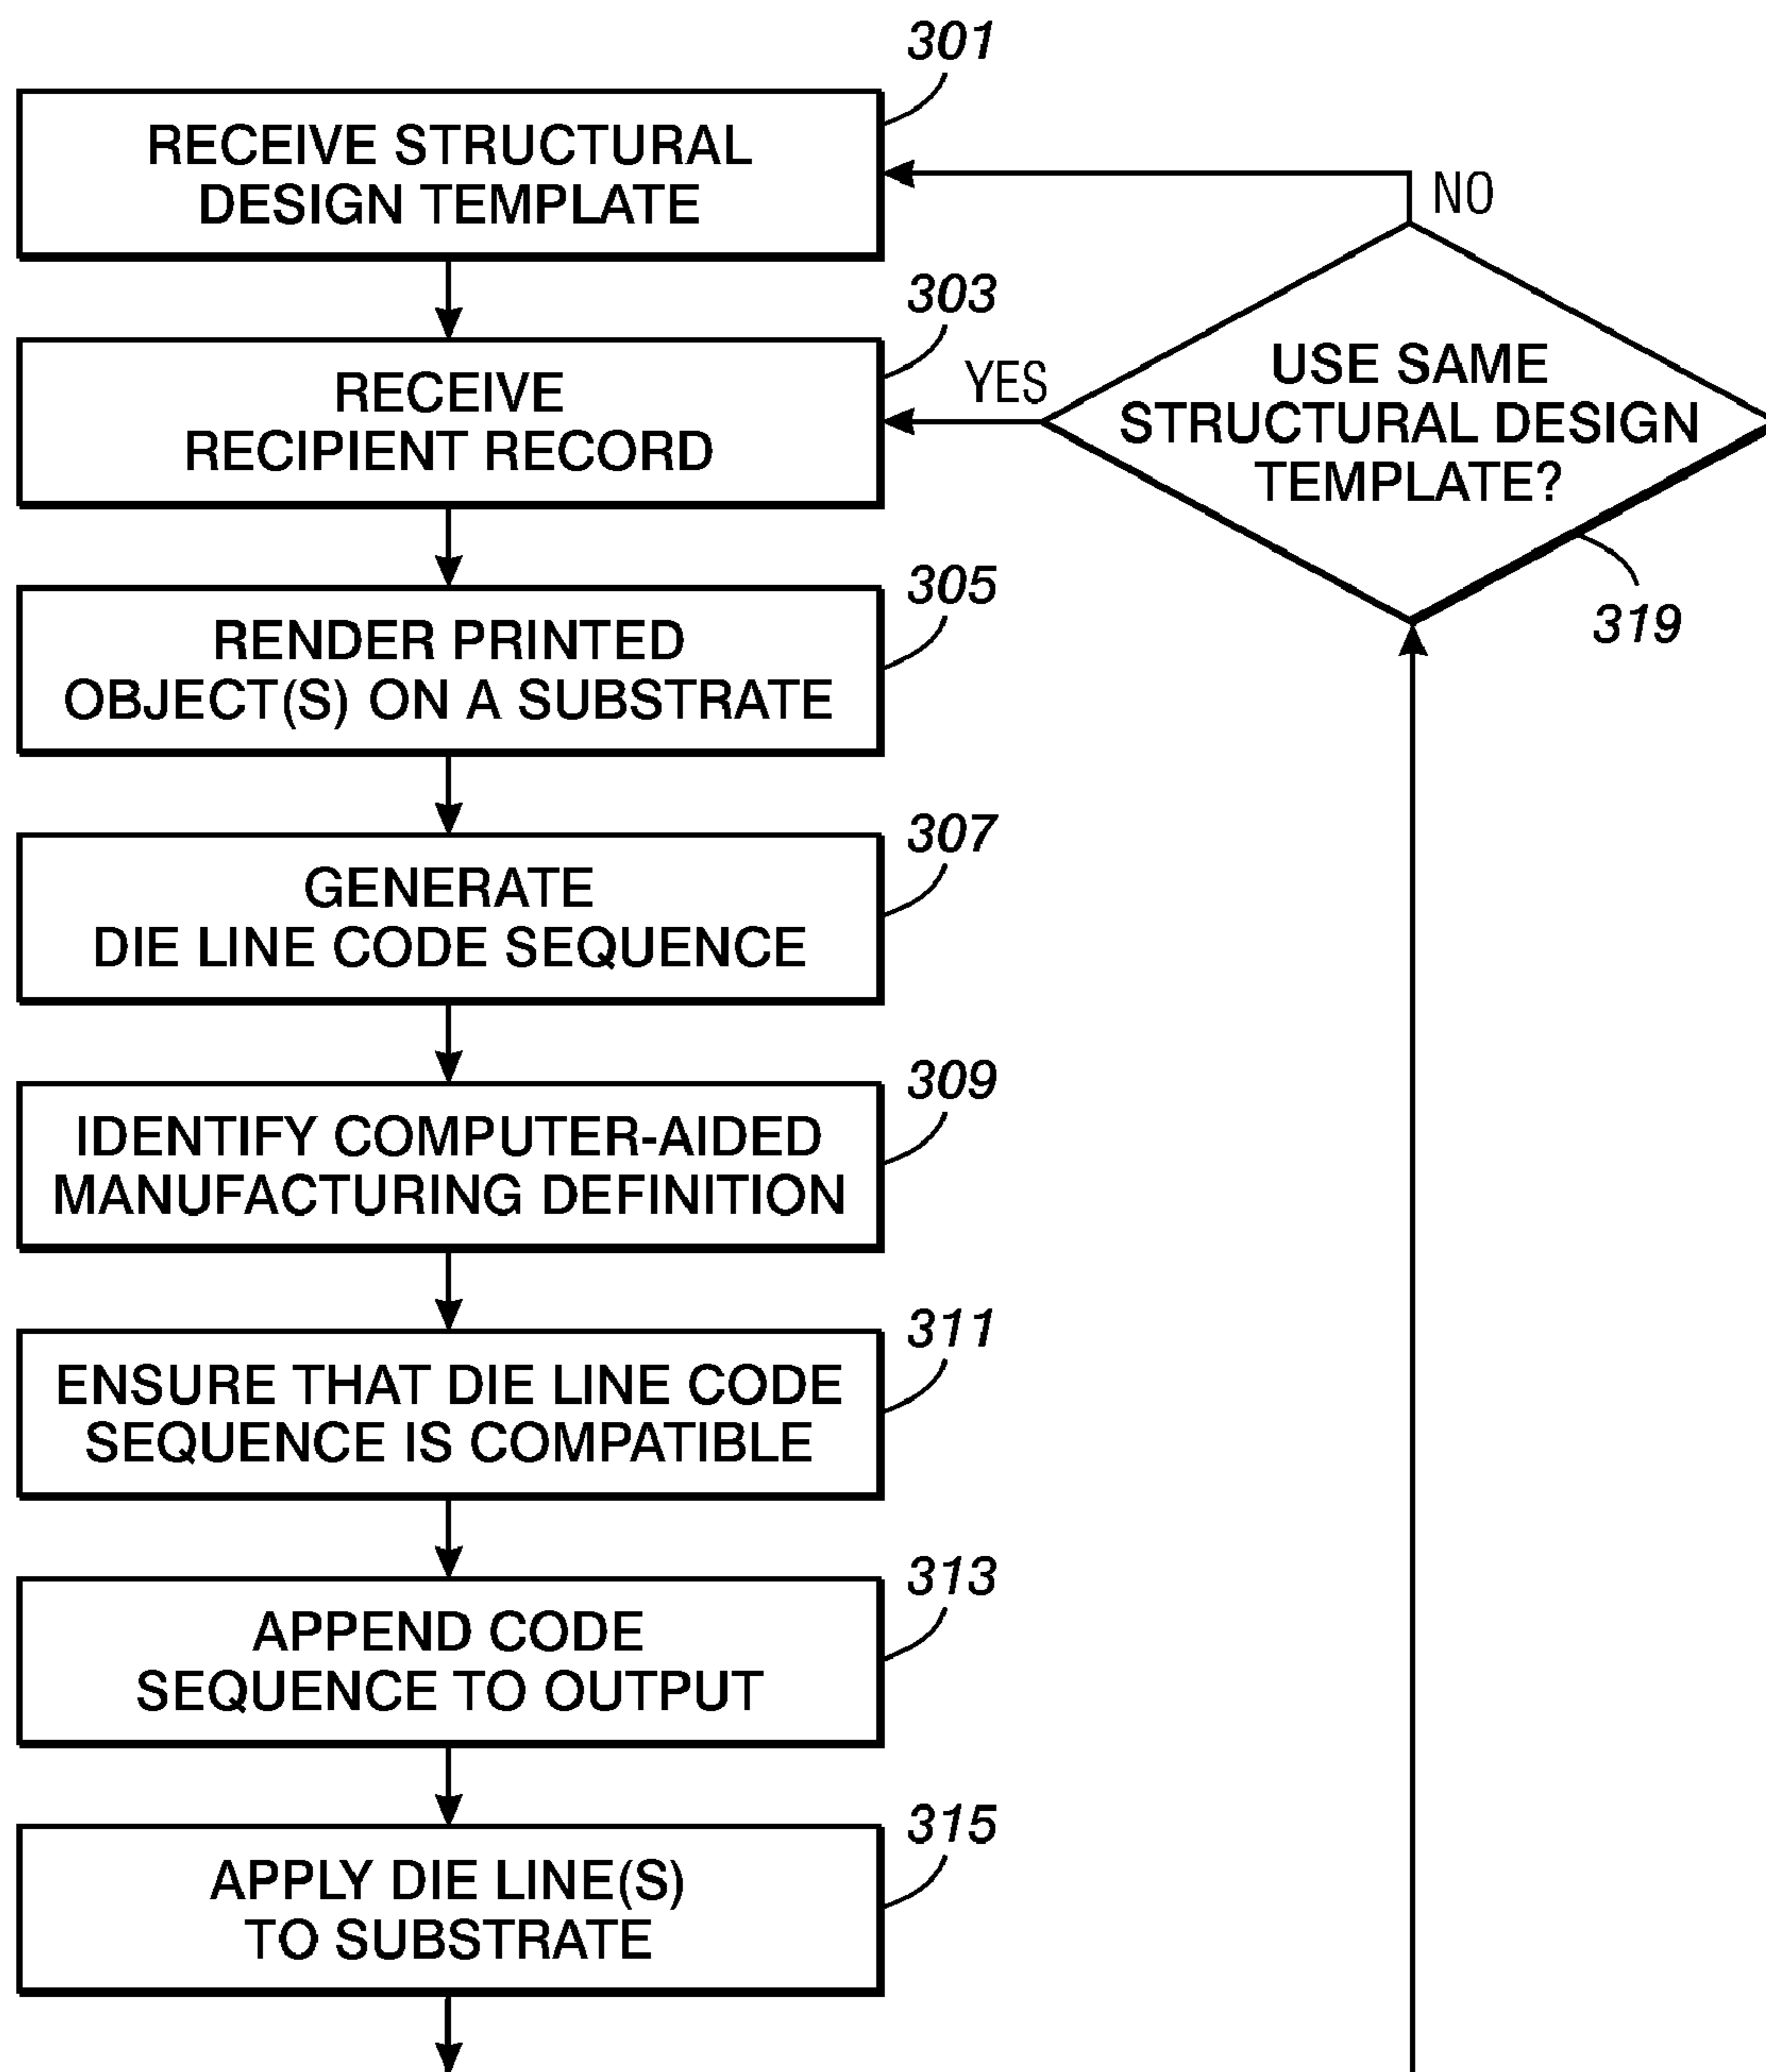 301
RECEIVE STRUCTURAL
DESIGN TEMPLATE
NO
303
RECEIVE
RECIPIENT RECORD
YES
USE SAME
STRUCTURAL DESIGN
TEMPLATE?
319
305
RENDER PRINTED
OBJECT(S) ON A SUBSTRATE
307
GENERATE
DIE LINE CODE SEQUENCE
309
IDENTIFY COMPUTER-AIDED
MANUFACTURING DEFINITION
311
ENSURE THAT DIE LINE CODE
SEQUENCE IS COMPATIBLE
313
APPEND CODE
SEQUENCE TO OUTPUT
315
APPLY DIE LINE(S)
TO SUBSTRATE